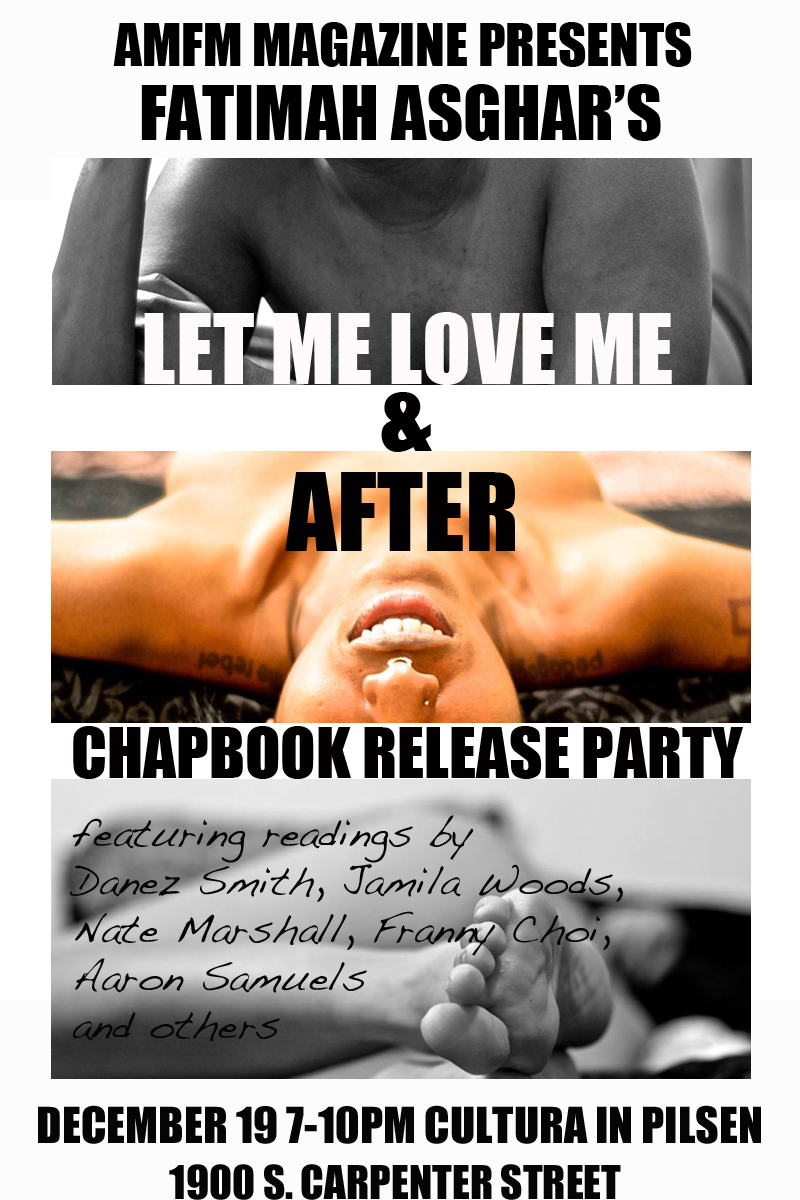 AMFM MAGAZINE PRESENTS
FATIMAH ASGHAR'S
LET ME LOVE ME
&
AFTER
CHAPBOOK RELEASE PARTY
featuring readings by
Danez Smith, Jamila Woods,
Nate Marshall, Franny Choi,
Aaron Samuels
and others
DECEMBER 19 7-10PM CULTURA IN PILSEN
1900 S. CARPENTER STREET